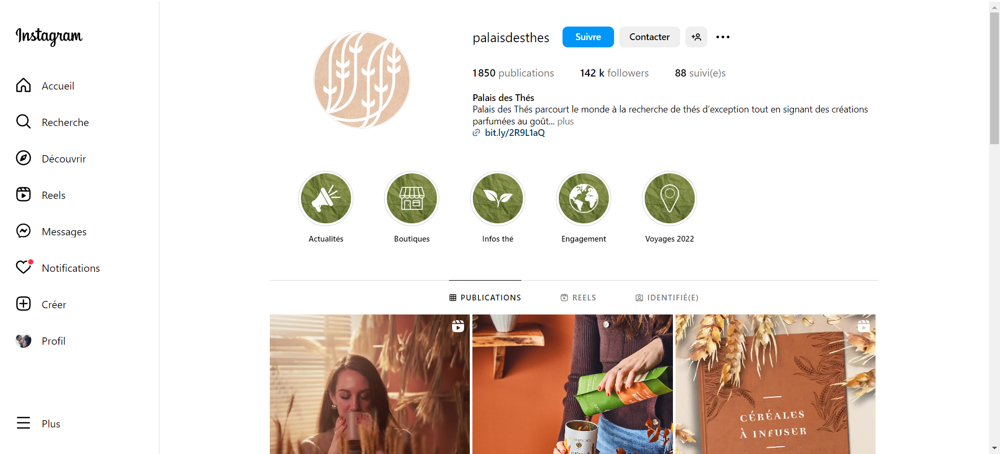 Instagram
Accueil
Recherche
Découvrir
Reels
Messages
Notifications
Créer
Profil
Plus
palaisdesthes
Suivre
Contacter
1 850 publications
142 k followers
88 suivi(e)s
Palais des Thés
Palais des Thés parcourt le monde à la recherche de thés d’exception tout en signant des créations
parfumées au goût... plus
bit.ly/2R9L1aQ
Actualités
Boutiques
Infos thé
Engagement
Voyages 2022
PUBLICATIONS
REELS
IDENTIFIÉ(E)
PALAIS DES THÉS
CÉRÉALES
À INFUSER